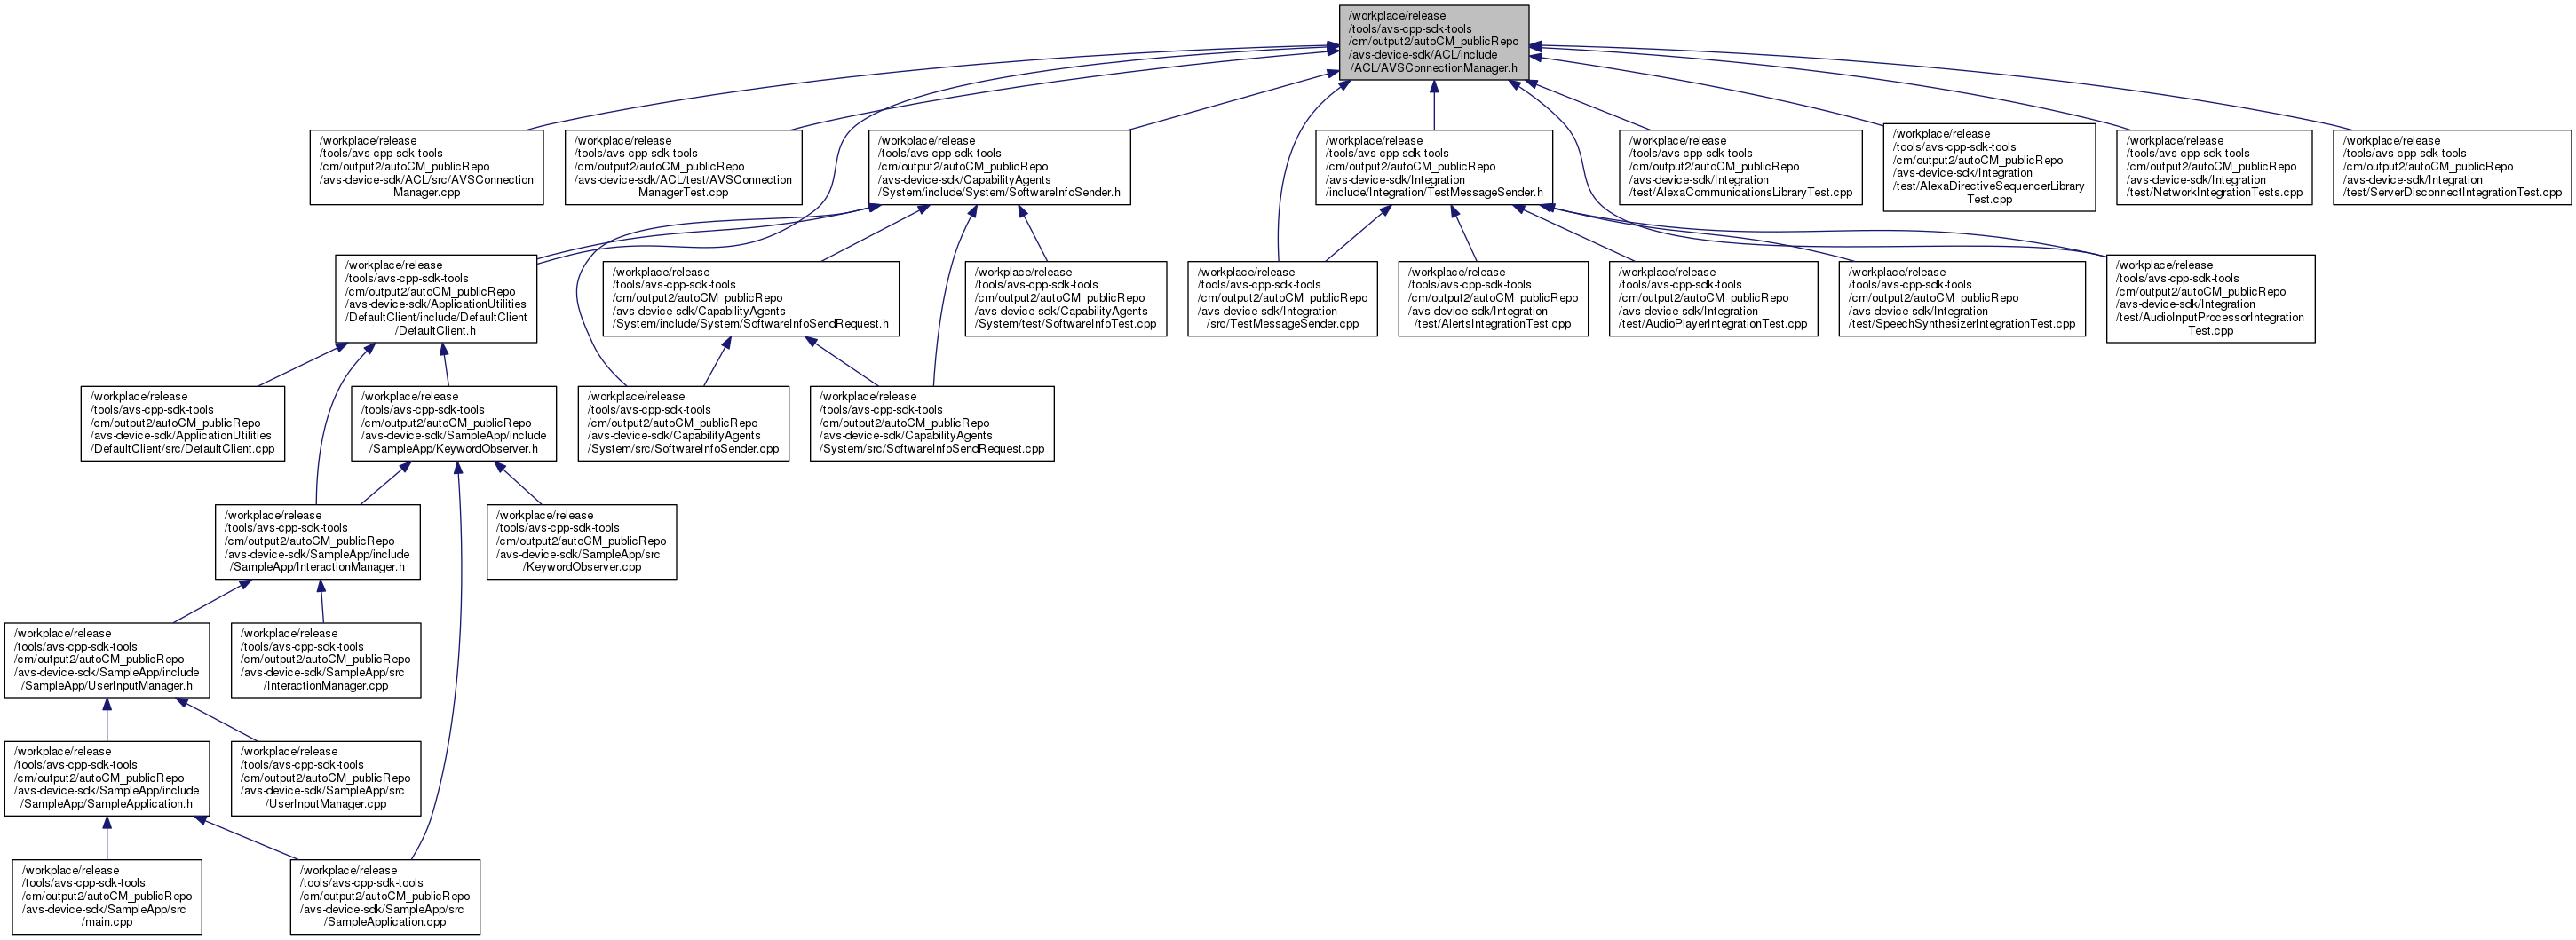 /workplace/release
/tools/avs-cpp-sdk-tools
/cm/output2/autoCM_publicRepo
/avs-device-sdk/ACL/include
/ACL/AVSConnectionManager.h
/workplace/release
/tools/avs-cpp-sdk-tools
/cm/output2/autoCM_publicRepo
/avs-device-sdk/ACL/src/AVSConnection
Manager.cpp
/workplace/release
/tools/avs-cpp-sdk-tools
/cm/output2/autoCM_publicRepo
/avs-device-sdk/ACL/test/AVSConnection
ManagerTest.cpp
/workplace/release
/tools/avs-cpp-sdk-tools
/cm/output2/autoCM_publicRepo
/avs-device-sdk/CapabilityAgents
/System/include/System/SoftwareInfoSender.h
/workplace/release
/tools/avs-cpp-sdk-tools
/cm/output2/autoCM_publicRepo
/avs-device-sdk/Integration
/include/Integration/TestMessageSender.h
/workplace/release
/tools/avs-cpp-sdk-tools
/cm/output2/autoCM_publicRepo
/avs-device-sdk/Integration
/test/AlexaCommunicationsLibraryTest.cpp
/workplace/release
/tools/avs-cpp-sdk-tools
/cm/output2/autoCM_publicRepo
/avs-device-sdk/Integration
/test/AlexaDirectiveSequencerLibrary
Test.cpp
/workplace/release
/tools/avs-cpp-sdk-tools
/cm/output2/autoCM_publicRepo
/avs-device-sdk/Integration
/test/NetworkIntegrationTests.cpp
/workplace/release
/tools/avs-cpp-sdk-tools
/cm/output2/autoCM_publicRepo
/avs-device-sdk/Integration
/test/ServerDisconnectIntegrationTest.cpp
/workplace/release
/tools/avs-cpp-sdk-tools
/cm/output2/autoCM_publicRepo
/avs-device-sdk/ApplicationUtilities
/DefaultClient/include/DefaultClient
/DefaultClient.h
/workplace/release
/tools/avs-cpp-sdk-tools
/cm/output2/autoCM_publicRepo
/avs-device-sdk/CapabilityAgents
/System/include/System/SoftwareInfoSendRequest.h
/workplace/release
/tools/avs-cpp-sdk-tools
/cm/output2/autoCM_publicRepo
/avs-device-sdk/CapabilityAgents
/System/test/SoftwareInfoTest.cpp
/workplace/release
/tools/avs-cpp-sdk-tools
/cm/output2/autoCM_publicRepo
/avs-device-sdk/Integration
/src/TestMessageSender.cpp
/workplace/release
/tools/avs-cpp-sdk-tools
/cm/output2/autoCM_publicRepo
/avs-device-sdk/Integration
/test/AlertsIntegrationTest.cpp
/workplace/release
/tools/avs-cpp-sdk-tools
/cm/output2/autoCM_publicRepo
/avs-device-sdk/Integration
/test/AudioPlayerIntegrationTest.cpp
/workplace/release
/tools/avs-cpp-sdk-tools
/cm/output2/autoCM_publicRepo
/avs-device-sdk/Integration
/test/SpeechSynthesizerIntegrationTest.cpp
/workplace/release
/tools/avs-cpp-sdk-tools
/cm/output2/autoCM_publicRepo
/avs-device-sdk/Integration
/test/AudioInputProcessorIntegration
Test.cpp
/workplace/release
/tools/avs-cpp-sdk-tools
/cm/output2/autoCM_publicRepo
/avs-device-sdk/ApplicationUtilities
/DefaultClient/src/DefaultClient.cpp
/workplace/release
/tools/avs-cpp-sdk-tools
/cm/output2/autoCM_publicRepo
/avs-device-sdk/SampleApp/include
/SampleApp/KeywordObserver.h
/workplace/release
/tools/avs-cpp-sdk-tools
/cm/output2/autoCM_publicRepo
/avs-device-sdk/CapabilityAgents
/System/src/SoftwareInfoSender.cpp
/workplace/release
/tools/avs-cpp-sdk-tools
/cm/output2/autoCM_publicRepo
/avs-device-sdk/CapabilityAgents
/System/src/SoftwareInfoSendRequest.cpp
/workplace/release
/tools/avs-cpp-sdk-tools
/cm/output2/autoCM_publicRepo
/avs-device-sdk/SampleApp/include
/SampleApp/InteractionManager.h
/workplace/release
/tools/avs-cpp-sdk-tools
/cm/output2/autoCM_publicRepo
/avs-device-sdk/SampleApp/src
/KeywordObserver.cpp
/workplace/release
/tools/avs-cpp-sdk-tools
/cm/output2/autoCM_publicRepo
/avs-device-sdk/SampleApp/include
/SampleApp/UserInputManager.h
/workplace/release
/tools/avs-cpp-sdk-tools
/cm/output2/autoCM_publicRepo
/avs-device-sdk/SampleApp/src
/InteractionManager.cpp
/workplace/release
/tools/avs-cpp-sdk-tools
/cm/output2/autoCM_publicRepo
/avs-device-sdk/SampleApp/include
/SampleApp/SampleApplication.h
/workplace/release
/tools/avs-cpp-sdk-tools
/cm/output2/autoCM_publicRepo
/avs-device-sdk/SampleApp/src
/UserInputManager.cpp
/workplace/release
/tools/avs-cpp-sdk-tools
/cm/output2/autoCM_publicRepo
/avs-device-sdk/SampleApp/src
/main.cpp
/workplace/release
/tools/avs-cpp-sdk-tools
/cm/output2/autoCM_publicRepo
/avs-device-sdk/SampleApp/src
/SampleApplication.cpp